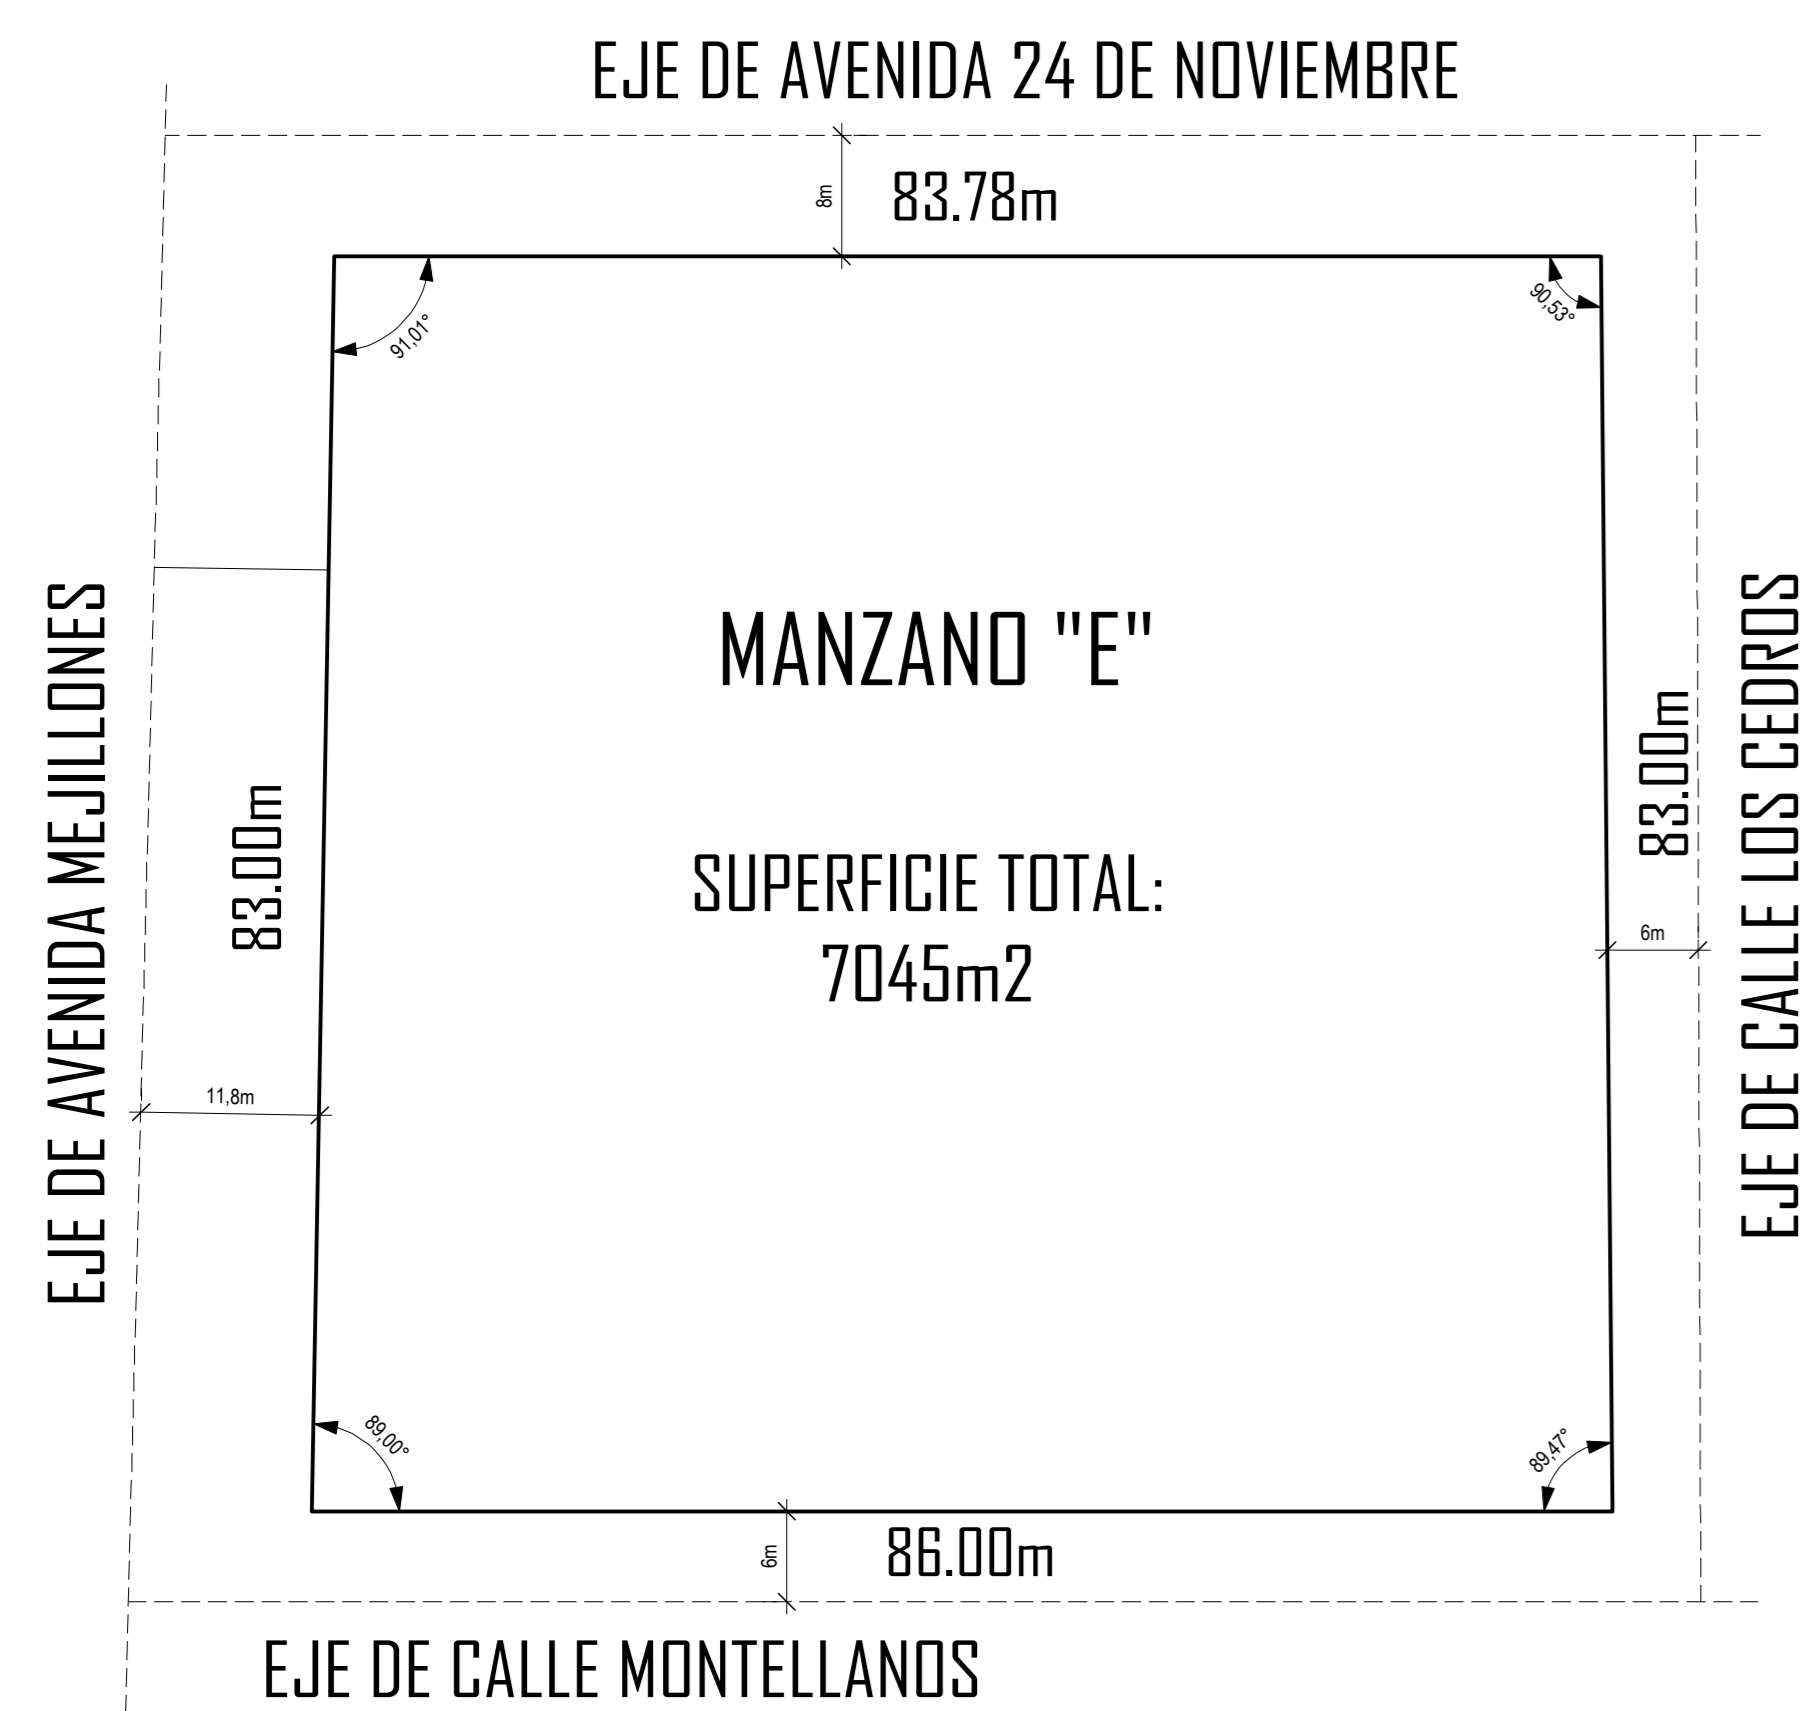 EJE DE AVENIDA 24 DE NOVIEMBRE
8m
83.78m
91,01°
90,53°
EJE DE AVENIDA MEJILLONES
83.00m
11,8m
MANZANO "E"
SUPERFICIE TOTAL:
7045m2
83.00m
6m
EJE DE CALLE LOS CEDROS
89,00°
89,47°
6m
86.00m
EJE DE CALLE MONTELLANOS